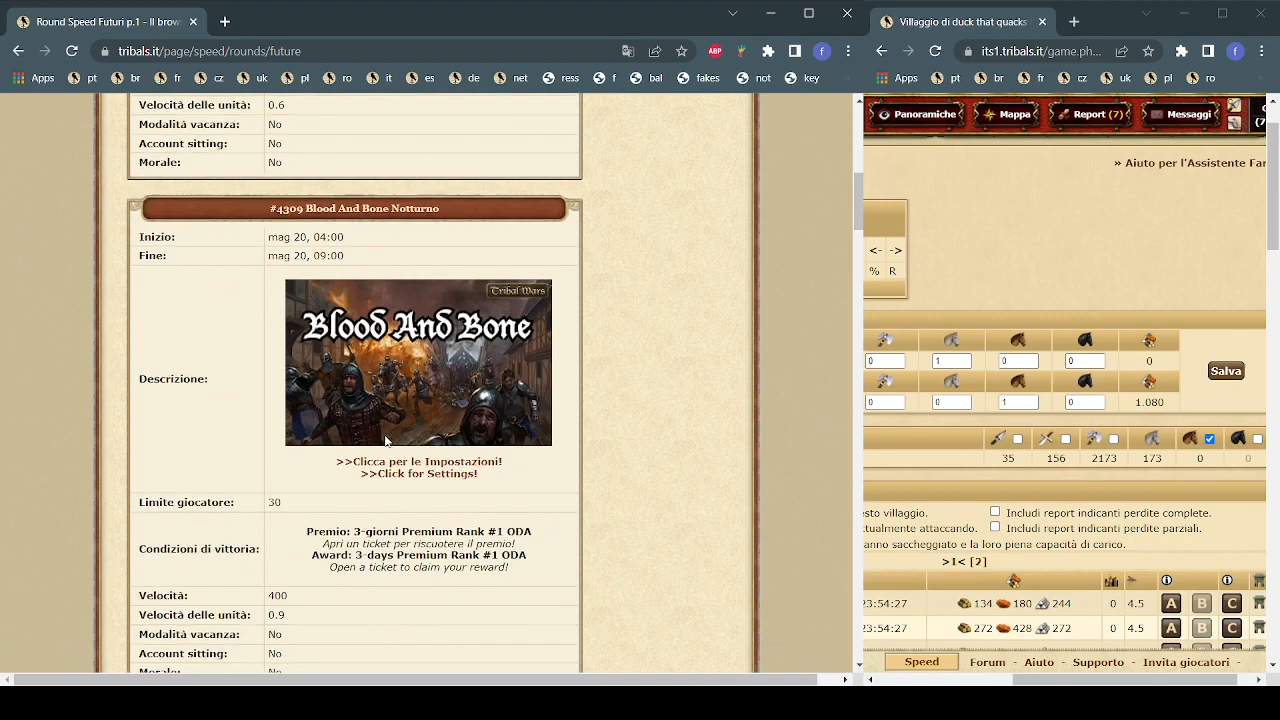 Round Speed Futuri p.1 - Il brow
tribals.it/page/speed/rounds/future
ABP
f
Apps pt br fr cz uk pl ro it es de net ress f bal fakes not key
Velocità delle unità: 0.6
Modalità vacanza: No
Account sitting: No
Morale: No
#4309 Blood And Bone Notturno
Inizio: mag 20, 04:00
Fine: mag 20, 09:00
Descrizione:
Tribal Wars
Blood And Bone
>>Clicca per le Impostazioni!
>>Click for Settings!
Limite giocatore: 30
Condizioni di vittoria:
Premio: 3-giorni Premium Rank #1 ODA
Apri un ticket per riscuotere il premio!
Award: 3-days Premium Rank #1 ODA
Open a ticket to claim your reward!
Velocità: 400
Velocità delle unità: 0.9
Modalità vacanza: No
Account sitting: No
Morale: No
Villaggio di duck that quacks
its1.tribals.it/game.ph...
f
Apps pt br fr cz uk pl ro
Panoramiche Mappa Report (7) Messaggi
(7
» Aiuto per l'Assistente Far
<- ->
% R
0 1 0 0 0
Salva
0 0 1 0 1.080
35 156 2173 173 0 0
esto villaggio. Includi report indicanti perdite complete.
ctualmente attaccando. Includi report indicanti perdite parziali.
anno saccheggiato e la loro piena capacità di carico.
>1< [2]
23:54:27 134 180 244 0 4.5 A B C
23:54:27 272 428 272 0 4.5 A B C
Speed Forum - Aiuto - Supporto - Invita giocatori -